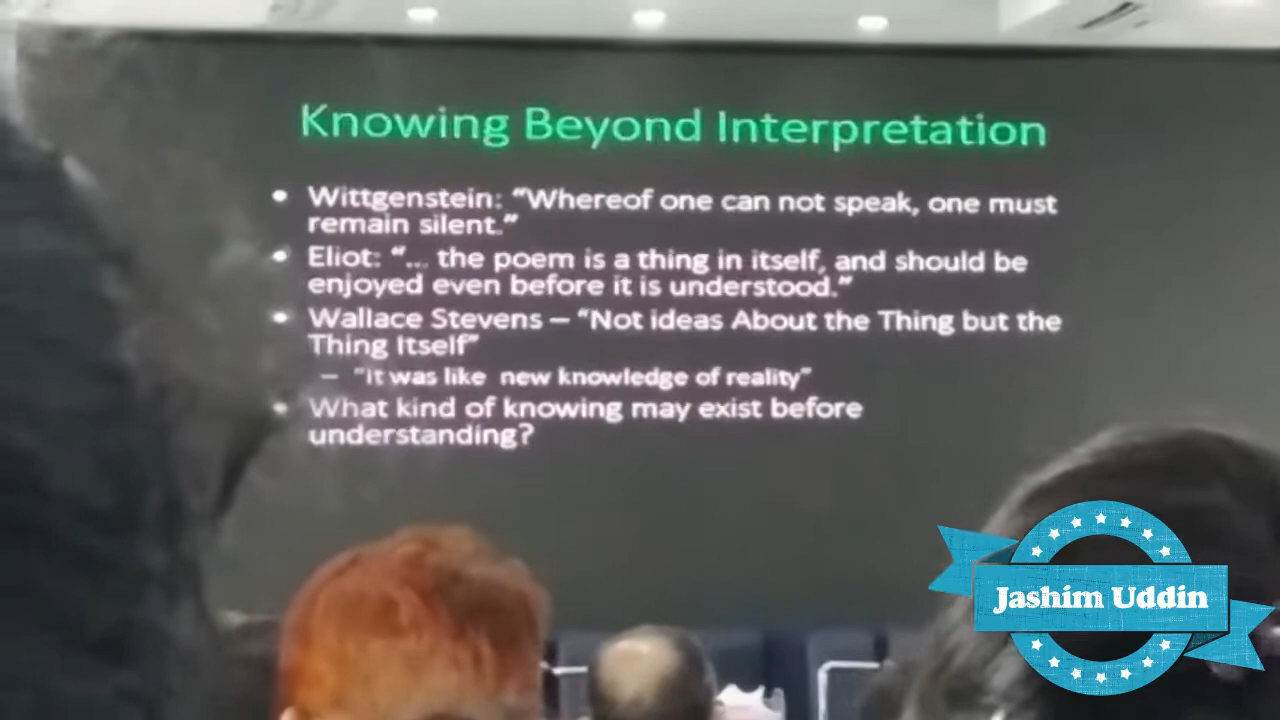 Knowing Beyond Interpretation
• Wittgenstein: “Whereof one can not speak, one must
remain silent.”
• Eliot: “... the poem is a thing in itself, and should be
enjoyed even before it is understood.”
• Wallace Stevens – “Not ideas About the Thing but the
Thing Itself”
– “It was like new knowledge of reality”
• What kind of knowing may exist before
understanding?
Jashim Uddin